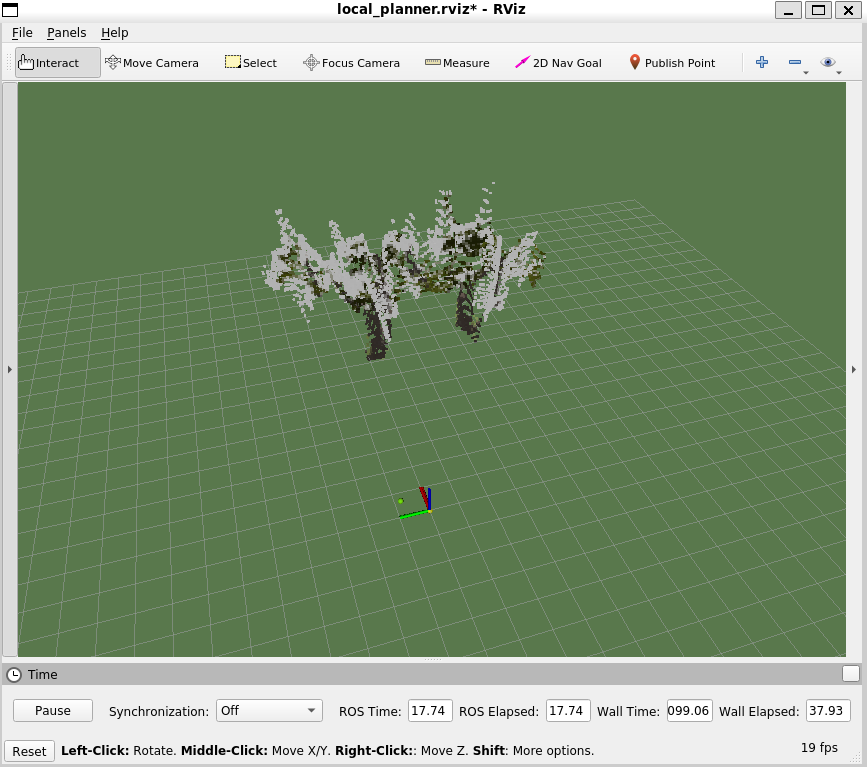 local_planner.rviz* - RViz
File Panels Help
Interact Move Camera Select Focus Camera Measure 2D Nav Goal Publish Point
Time
Pause Synchronization: Off ROS Time: 17.74 ROS Elapsed: 17.74 Wall Time: 099.06 Wall Elapsed: 37.93
Reset Left-Click: Rotate. Middle-Click: Move X/Y. Right-Click:: Move Z. Shift: More options. 19 fps